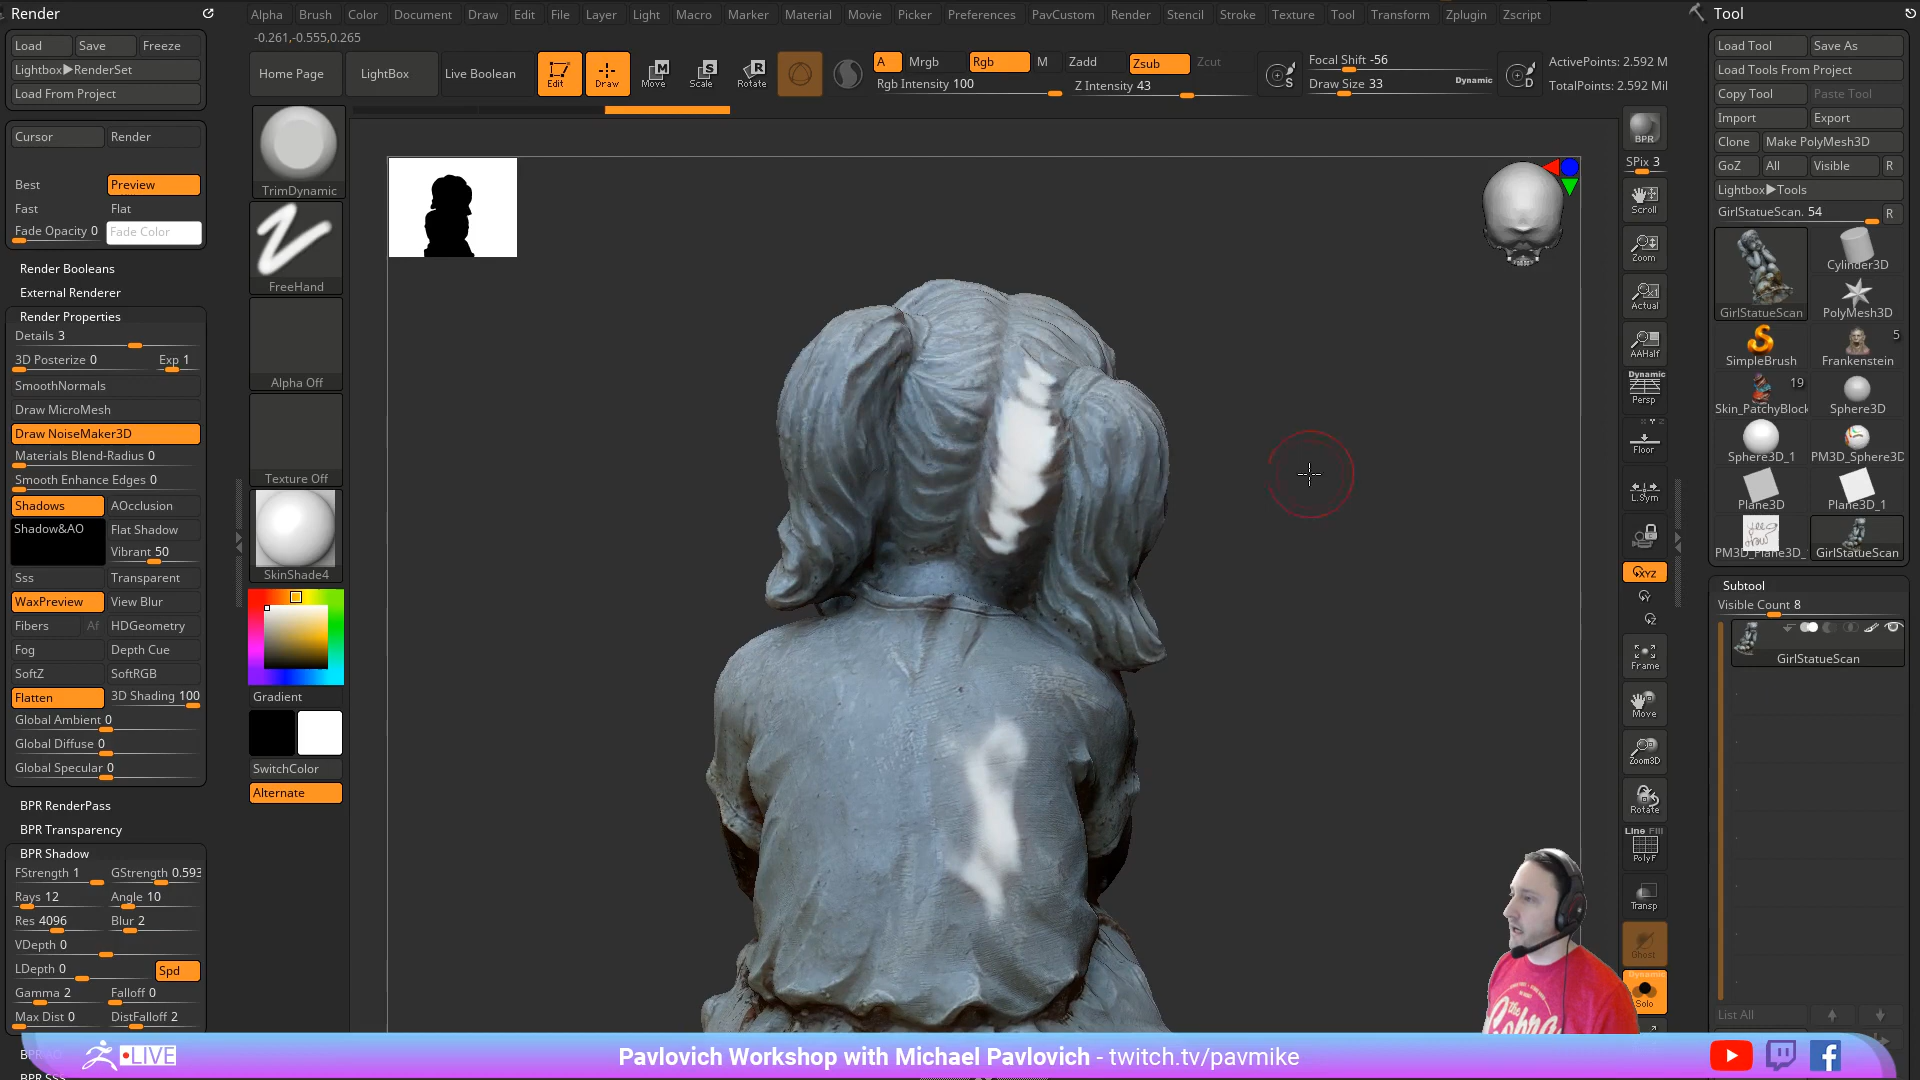 Render
Alpha Brush Color Document Draw Edit File Layer Light Macro Marker Material Movie Picker Preferences PavCustom Render Stencil Stroke Texture Tool Transform Zplugin Zscript
Tool
-0.261,-0.555,0.265
Load Save Freeze
Lightbox▶RenderSet
Load From Project
Cursor Render
Best Preview
Fast Flat
Fade Opacity 0 Fade Color
Render Booleans
External Renderer
Render Properties
Details 3
3D Posterize 0 Exp 1
SmoothNormals
Draw MicroMesh
Draw NoiseMaker3D
Materials Blend-Radius 0
Smooth Enhance Edges 0
Shadows AOcclusion
Shadow&AO Flat Shadow
Vibrant 50
Sss Transparent
WaxPreview View Blur
Fibers Af HDGeometry
Fog Depth Cue
SoftZ SoftRGB
Flatten 3D Shading 100
Global Ambient 0
Global Diffuse 0
Global Specular 0
BPR RenderPass
BPR Transparency
BPR Shadow
FStrength 1 GStrength 0.593
Rays 12 Angle 10
Res 4096 Blur 2
VDepth 0
LDepth 0 Spd
Gamma 2 Falloff 0
Max Dist 0 DistFalloff 2
Home Page LightBox Live Boolean Edit Draw Move Scale Rotate
A Mrgb Rgb M Zadd Zsub Zcut
Rgb Intensity 100 Z Intensity 43
Focal Shift -56
Draw Size 33 Dynamic
S D
ActivePoints: 2.592 M
TotalPoints: 2.592 Mil
TrimDynamic
FreeHand
Alpha Off
Texture Off
SkinShade4
Gradient
SwitchColor
Alternate
BPR
SPix 3
Scroll
Zoom
Actual
AAHalf
Dynamic
Persp
Floor
L.Sym
XYZ
Frame
Move
Zoom3D
Rotate
Line Fill
PolyF
Transp
Ghost
Dynamic
Solo
Load Tool Save As
Load Tools From Project
Copy Tool Paste Tool
Import Export
Clone Make PolyMesh3D
GoZ All Visible R
Lightbox▶Tools
GirlStatueScan. 54 R
GirlStatueScan Cylinder3D
PolyMesh3D
SimpleBrush Frankenstein 5
Skin_PatchyBlock 19 Sphere3D
Sphere3D_1 PM3D_Sphere3D
Plane3D Plane3D_1
PM3D_Plane3D_ GirlStatueScan
Subtool
Visible Count 8
GirlStatueScan
List All
the Cobra
LIVE
Pavlovich Workshop with Michael Pavlovich - twitch.tv/pavmike